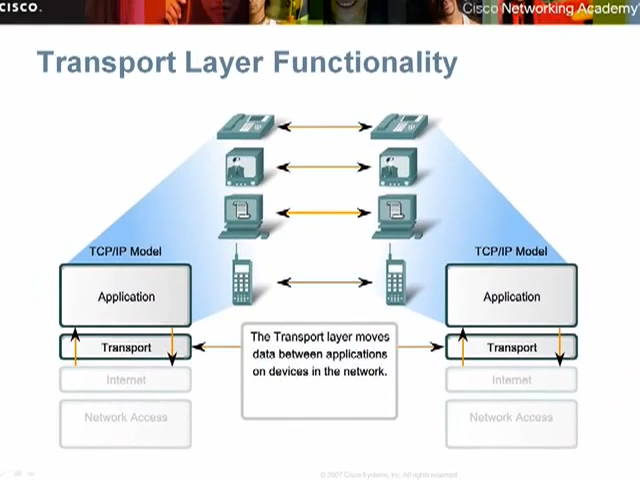 CISCO.
Cisco Networking Academy
Transport Layer Functionality
TCP/IP Model
TCP/IP Model
Application
Application
The Transport layer moves
data between applications
on devices in the network.
Transport
Transport
Internet
Internet
Network Access
Network Access
© 2007 Cisco Systems, Inc. All rights reserved.